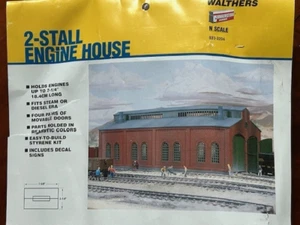 WALTHERS
N SCALE
2-STALL
ENGINE HOUSE
• HOLDS ENGINES
UP TO 7-1/4"
LONG
• FITS STEAM OR
DIESEL ERA
• FOUR PAIRS OF
MOVABLE DOORS
• PARTS MOLDED IN
REALISTIC COLORS
• EASY-TO-BUILD
STYRENE KIT
• INCLUDES DECAL
SIGNS